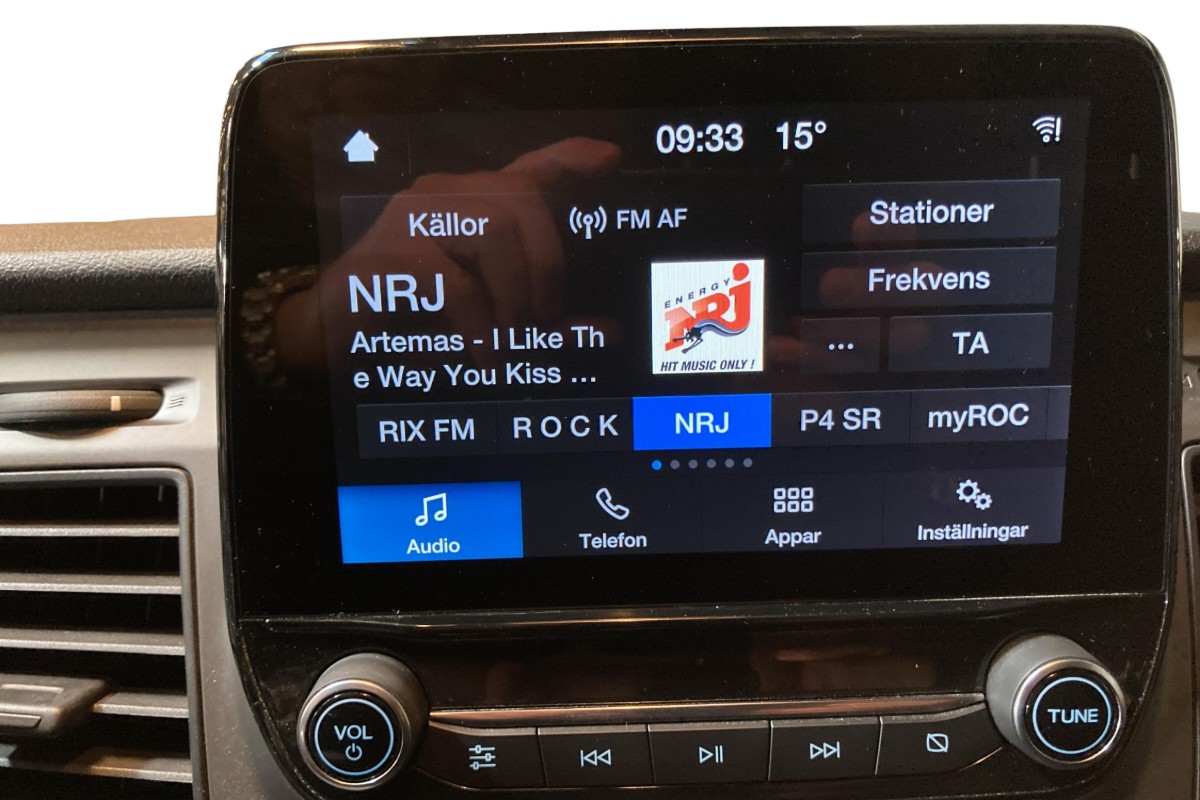 09:33 15°
Källor
FM AF
Stationer
Frekvens
... TA
NRJ
Artemas - I Like Th
e Way You Kiss ...
ENERGY
NRJ
HIT MUSIC ONLY !
RIX FM ROCK NRJ P4 SR myROC
Audio Telefon Appar Inställningar
VOL TUNE